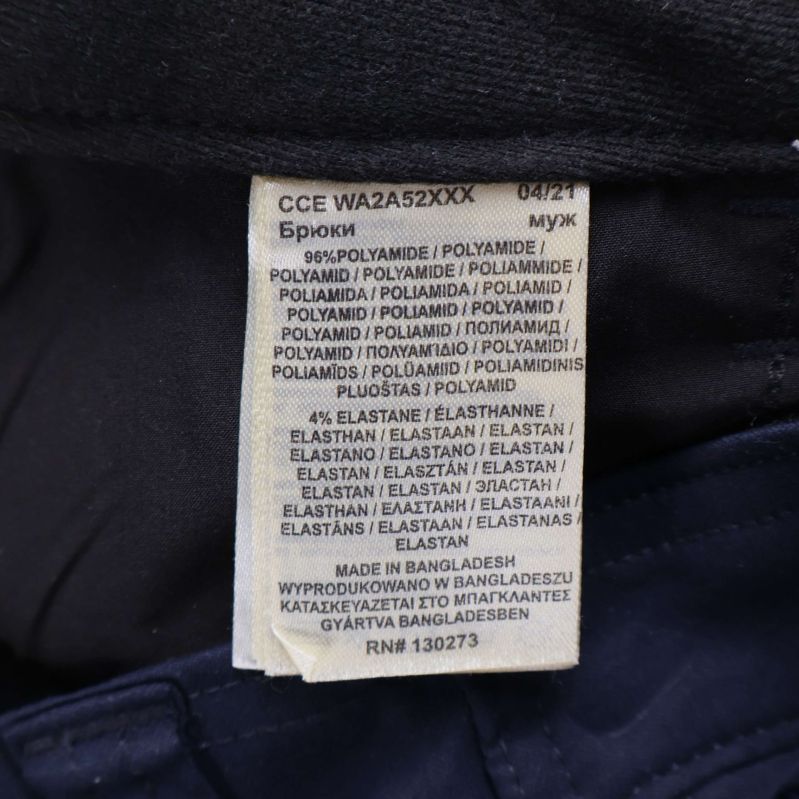 CCE WA2A52XXX 04/21
Брюки муж
96%POLYAMIDE / POLYAMIDE /
POLYAMID / POLYAMIDE / POLIAMMIDE /
POLIAMIDA / POLIAMIDA / POLIAMID /
POLYAMID / POLIAMID / POLYAMID /
POLYAMID / POLIAMID / ПОЛИАМИД /
POLYAMID / ΠΟΛΥΑΜΊΔΙΟ / POLYAMIDI /
POLIAMĪDS / POLÜAMIID / POLIAMIDINIS
PLUOŠTAS / POLYAMID
4% ELASTANE / ÉLASTHANNE /
ELASTHAN / ELASTAAN / ELASTAN /
ELASTANO / ELASTANO / ELASTAN /
ELASTAN / ELASZTÁN / ELASTAN /
ELASTAN / ELASTAN / ЭЛАСТАН /
ELASTHAN / ΕΛΑΣΤΑΝΗ / ELASTAANI /
ELASTĀNS / ELASTAAN / ELASTANAS /
ELASTAN
MADE IN BANGLADESH
WYPRODUKOWANO W BANGLADESZU
ΚΑΤΑΣΚΕΥΑΖΕΤΑΙ ΣΤΟ ΜΠΑΓΚΛΑΝΤΕΣ
GYÁRTVA BANGLADESBEN
RN# 130273